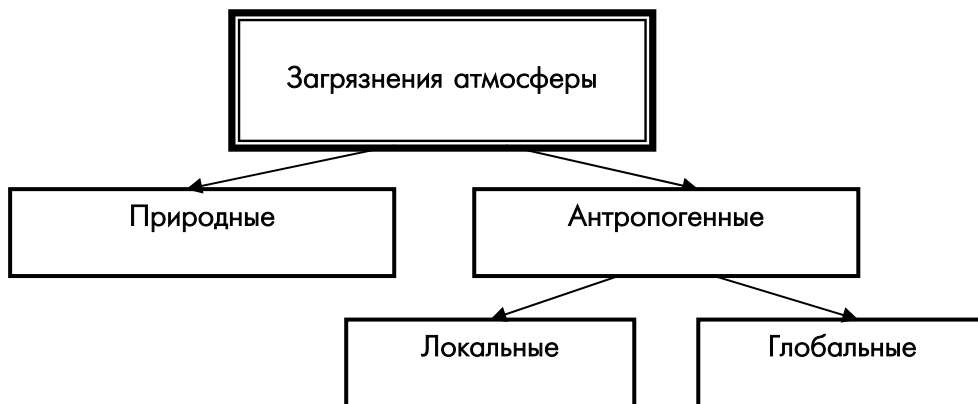 Загрязнения атмосферы
Природные
Антропогенные
Локальные
Глобальные